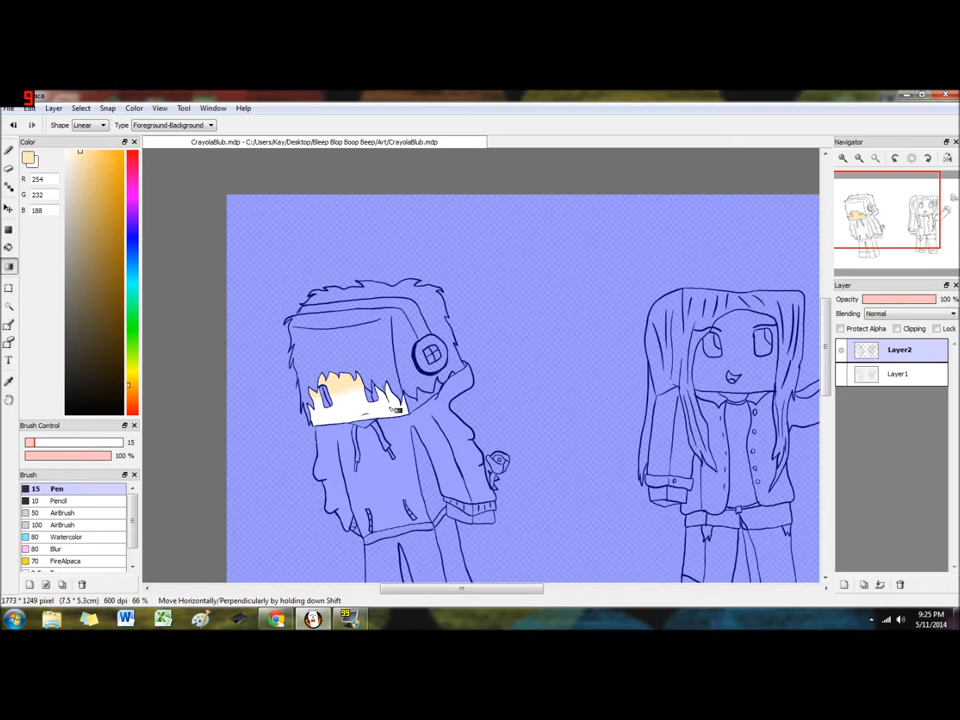 99
aca
File Edit Layer Select Snap Color View Tool Window Help
Shape Linear Type Foreground-Background
CrayolaBlub.mdp - C:/Users/Kay/Desktop/Bleep Blop Boop Beep/Art/CrayolaBlub.mdp
Color
R 254
G 232
B 188
Brush Control
15
100 %
Brush
15 Pen
10 Pencil
50 AirBrush
100 AirBrush
80 Watercolor
80 Blur
70 FireAlpaca
Navigator
Layer
Opacity 100 %
Blending Normal
Protect Alpha Clipping Lock
Layer2
Layer1
1773 * 1249 pixel (7.5 * 5.3cm) 600 dpi 66 % Move Horizontally/Perpendicularly by holding down Shift
99
9:25 PM
5/11/2014